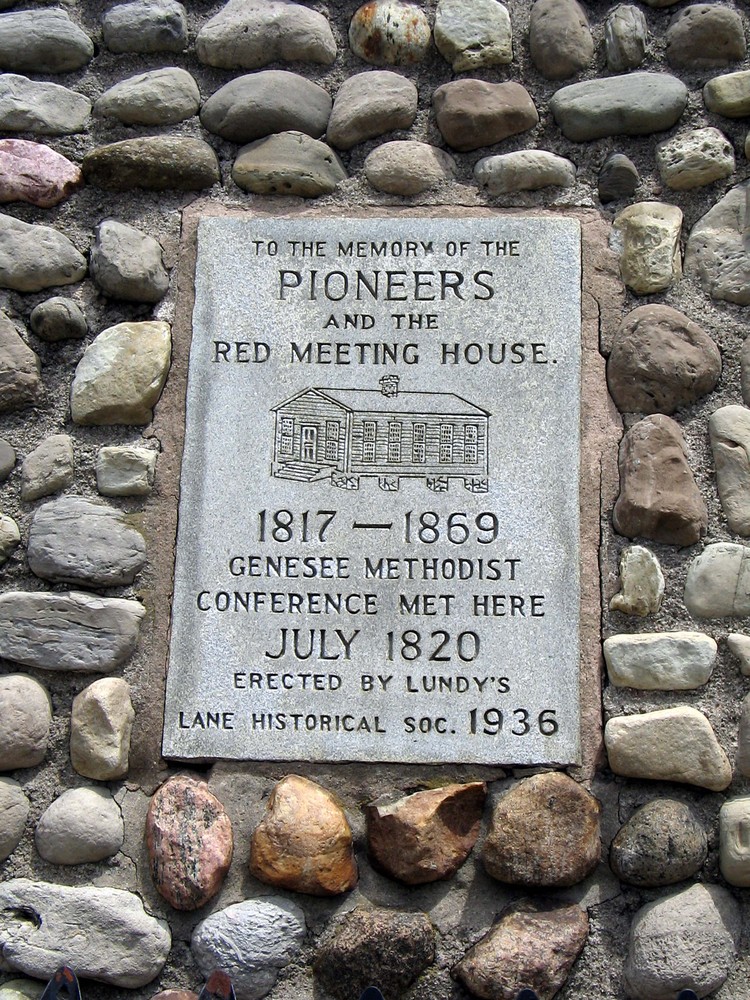 TO THE MEMORY OF THE
PIONEERS
AND THE
RED MEETING HOUSE.
1817 — 1869
GENESEE METHODIST
CONFERENCE MET HERE
JULY 1820
ERECTED BY LUNDY'S
LANE HISTORICAL SOC. 1936